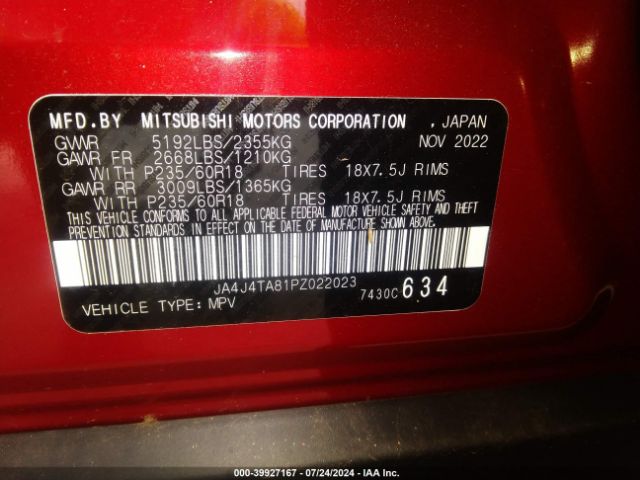 MFD.BY MITSUBISHI MOTORS CORPORATION . JAPAN
GVWR 5192LBS/2355KG NOV 2022
GAWR FR 2668LBS/1210KG
WITH P235/60R18 TIRES 18X7.5J RIMS
GAWR RR 3009LBS/1365KG
WITH P235/60R18 TIRES 18X7.5J RIMS
THIS VEHICLE CONFORMS TO ALL APPLICABLE FEDERAL MOTOR VEHICLE SAFETY AND THEFT
PREVENTION STANDARDS IN EFFECT ON THE DATE OF MANUFACTURE SHOWN ABOVE.
JA4J4TA81PZ022023
VEHICLE TYPE: MPV 7430C 634
000-39927167 - 07/24/2024 - IAA Inc.